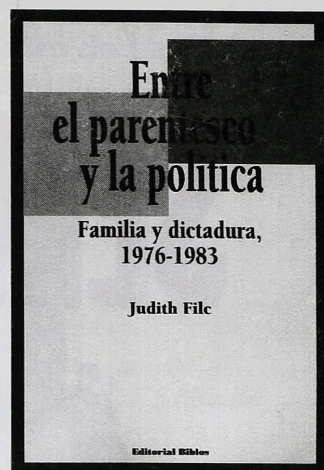 Entre
el parentesco
y la política
Familia y dictadura,
1976-1983
Judith Filc
Editorial Biblos